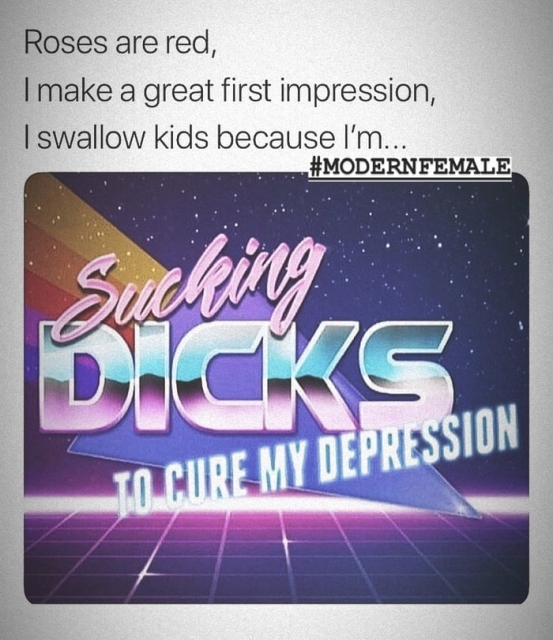 Roses are red,
I make a great first impression,
I swallow kids because I'm...
#MODERNFEMALE
Sucking
DICKS
TO CURE MY DEPRESSION